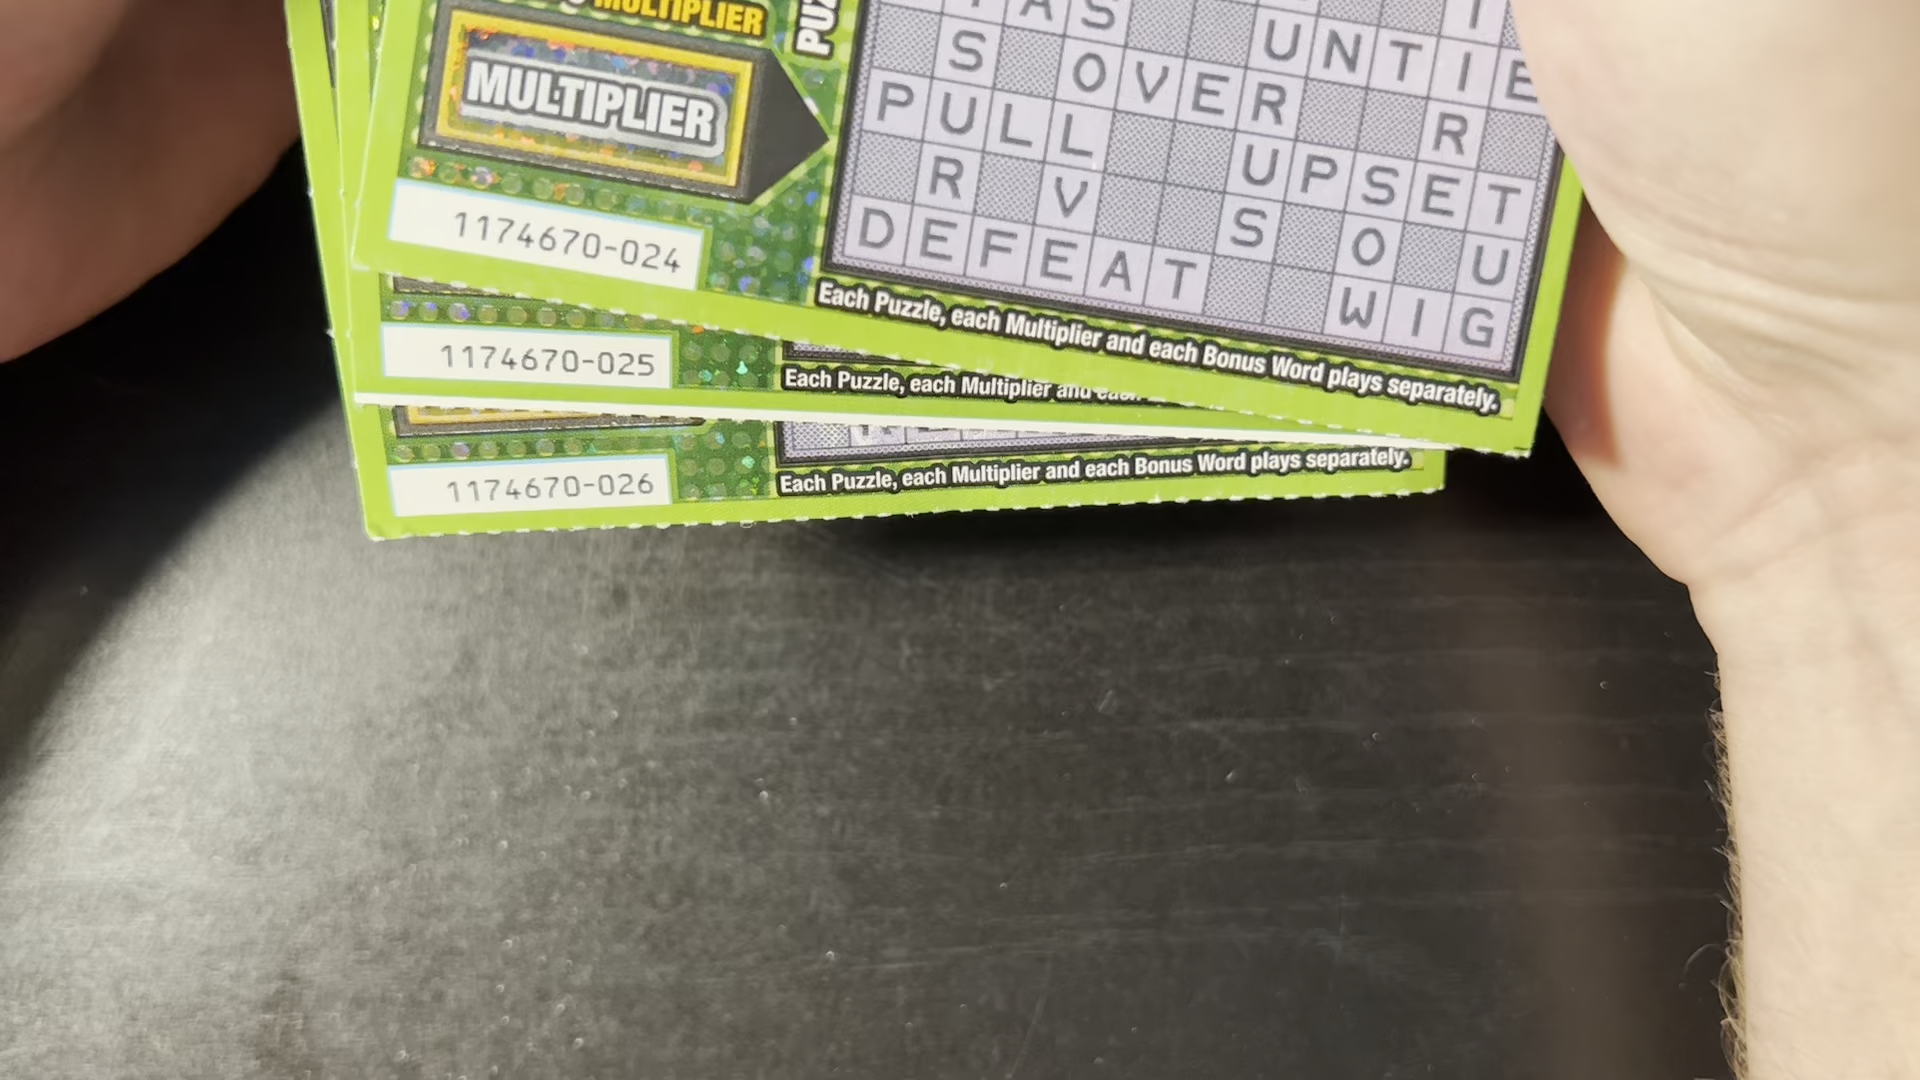 MULTIPLIER
MULTIPLIER
UNTIE
OVER
PULL
UPSET
DEFEAT
WIG
1174670-024
Each Puzzle, each Multiplier and each Bonus Word plays separately.
1174670-025
Each Puzzle, each Multiplier and each
1174670-026
Each Puzzle, each Multiplier and each Bonus Word plays separately.